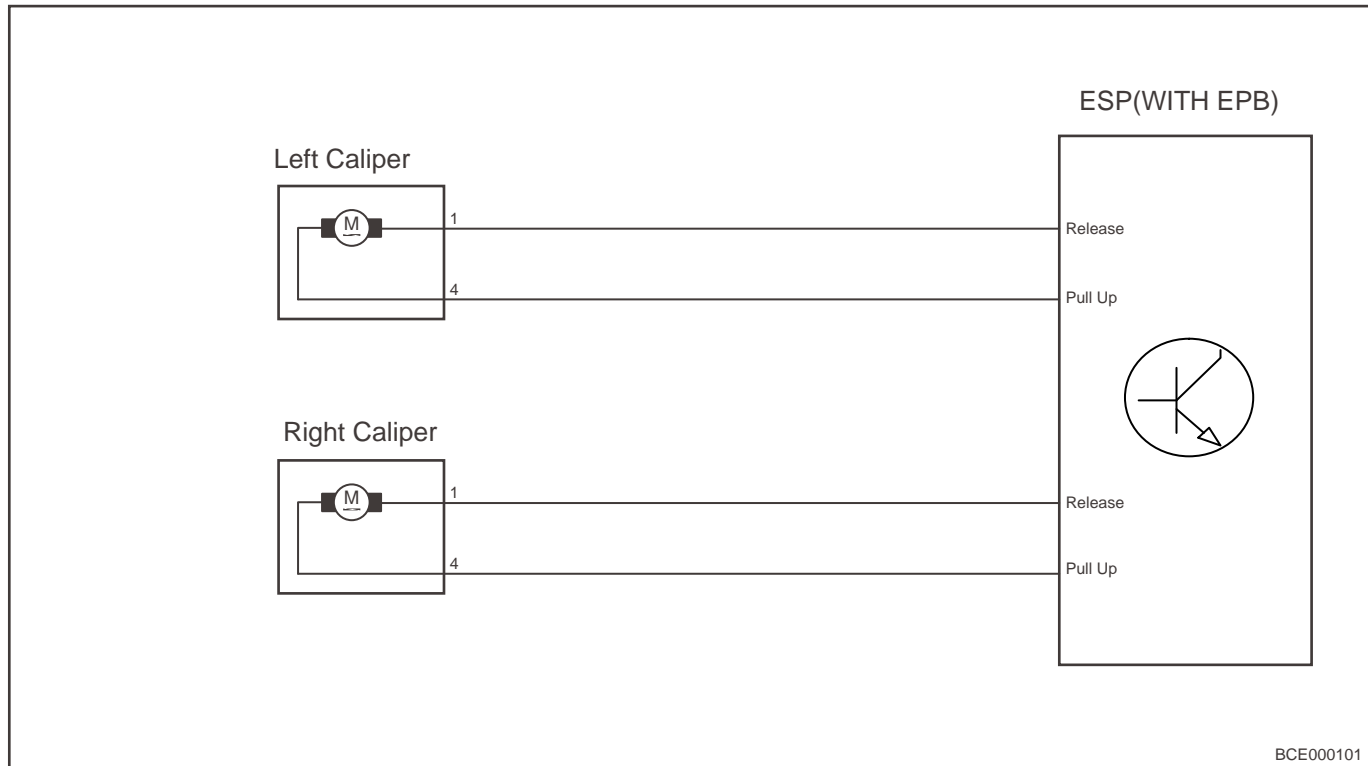 ESP(WITH EPB)
Left Caliper
M
1
Release
4
Pull Up
Right Caliper
M
1
Release
4
Pull Up
BCE000101